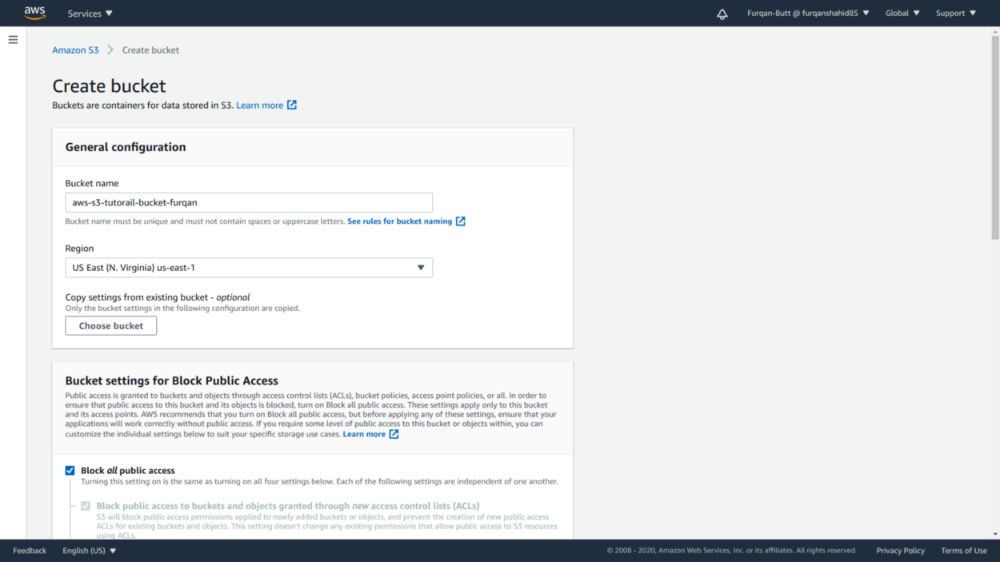 aws
Services
Furqan-Butt @ furqanshahid85
Global
Support
Amazon S3
Create bucket
Create bucket
Buckets are containers for data stored in S3. Learn more
General configuration
Bucket name
aws-s3-tutorail-bucket-furqan
Bucket name must be unique and must not contain spaces or uppercase letters. See rules for bucket naming
Region
US East (N. Virginia) us-east-1
Copy settings from existing bucket - optional
Only the bucket settings in the following configuration are copied.
Choose bucket
Bucket settings for Block Public Access
Public access is granted to buckets and objects through access control lists (ACLs), bucket policies, access point policies, or all. In order to
ensure that public access to this bucket and its objects is blocked, turn on Block all public access. These settings apply only to this bucket
and its access points. AWS recommends that you turn on Block all public access, but before applying any of these settings, ensure that your
applications will work correctly without public access. If you require some level of public access to this bucket or objects within, you can
customize the individual settings below to suit your specific storage use cases. Learn more
Block all public access
Turning this setting on is the same as turning on all four settings below. Each of the following settings are independent of one another.
Block public access to buckets and objects granted through new access control lists (ACLs)
S3 will block public access permissions applied to newly added buckets or objects, and prevent the creation of new public access
ACLs for existing buckets and objects. This setting doesn't change any existing permissions that allow public access to S3 resources
using ACLs.
Feedback
English (US)
© 2008 - 2020, Amazon Web Services, Inc. or its affiliates. All rights reserved.
Privacy Policy
Terms of Use